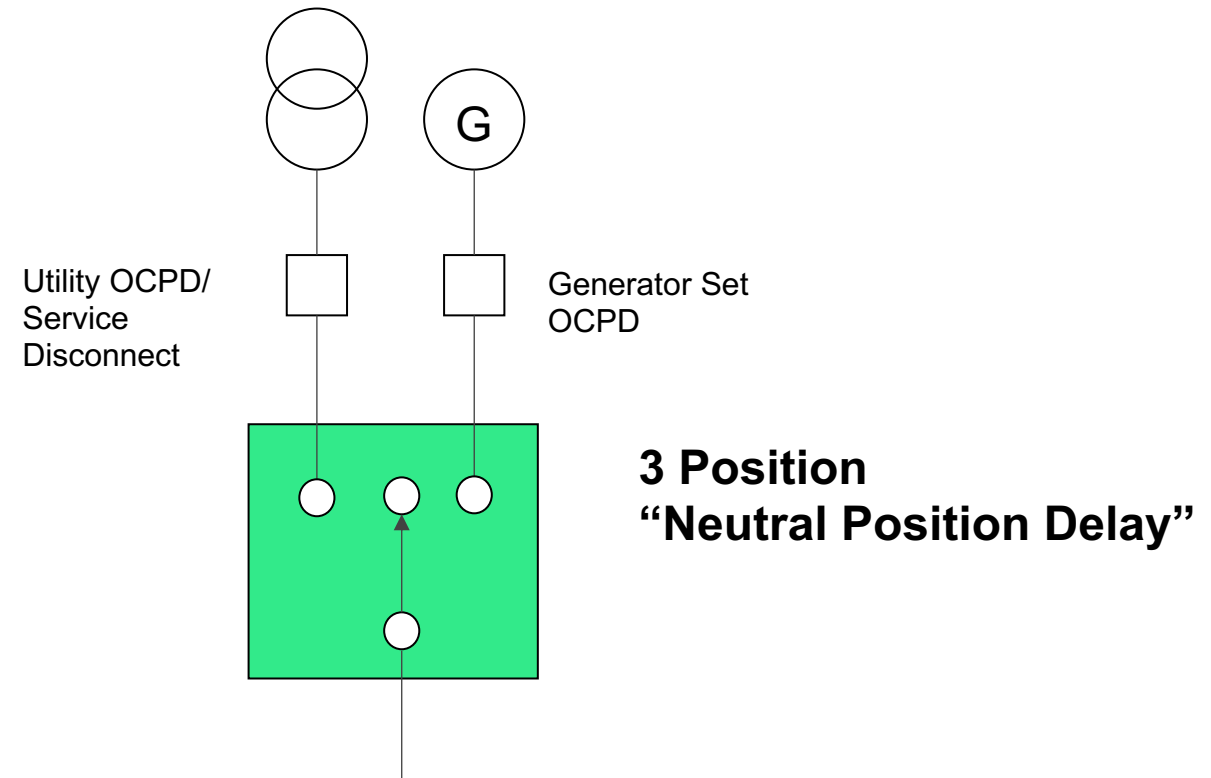 G
Utility OCPD/
Service
Disconnect
Generator Set
OCPD
3 Position
“Neutral Position Delay”